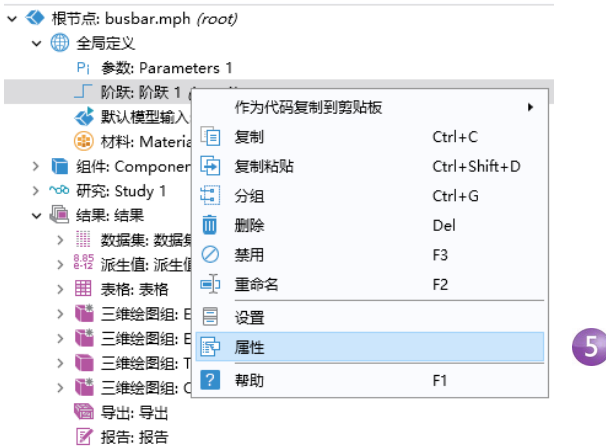 根节点: busbar.mph (root)
全局定义
Pi 参数: Parameters 1
阶跃: 阶跃 1
默认模型输入
材料: Materia
组件: Componen
研究: Study 1
结果: 结果
数据集: 数据集
8.85
e-12
派生值: 派生值
表格: 表格
三维绘图组: E
三维绘图组: E
三维绘图组: T
三维绘图组: C
导出: 导出
报告: 报告
作为代码复制到剪贴板
复制 Ctrl+C
复制粘贴 Ctrl+Shift+D
分组 Ctrl+G
删除 Del
禁用 F3
重命名 F2
设置
属性
? 帮助 F1
5